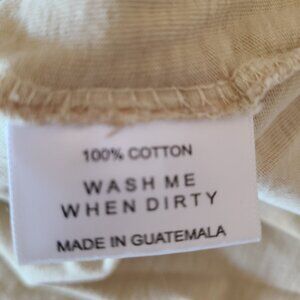 100% COTTON
WASH ME
WHEN DIRTY
MADE IN GUATEMALA